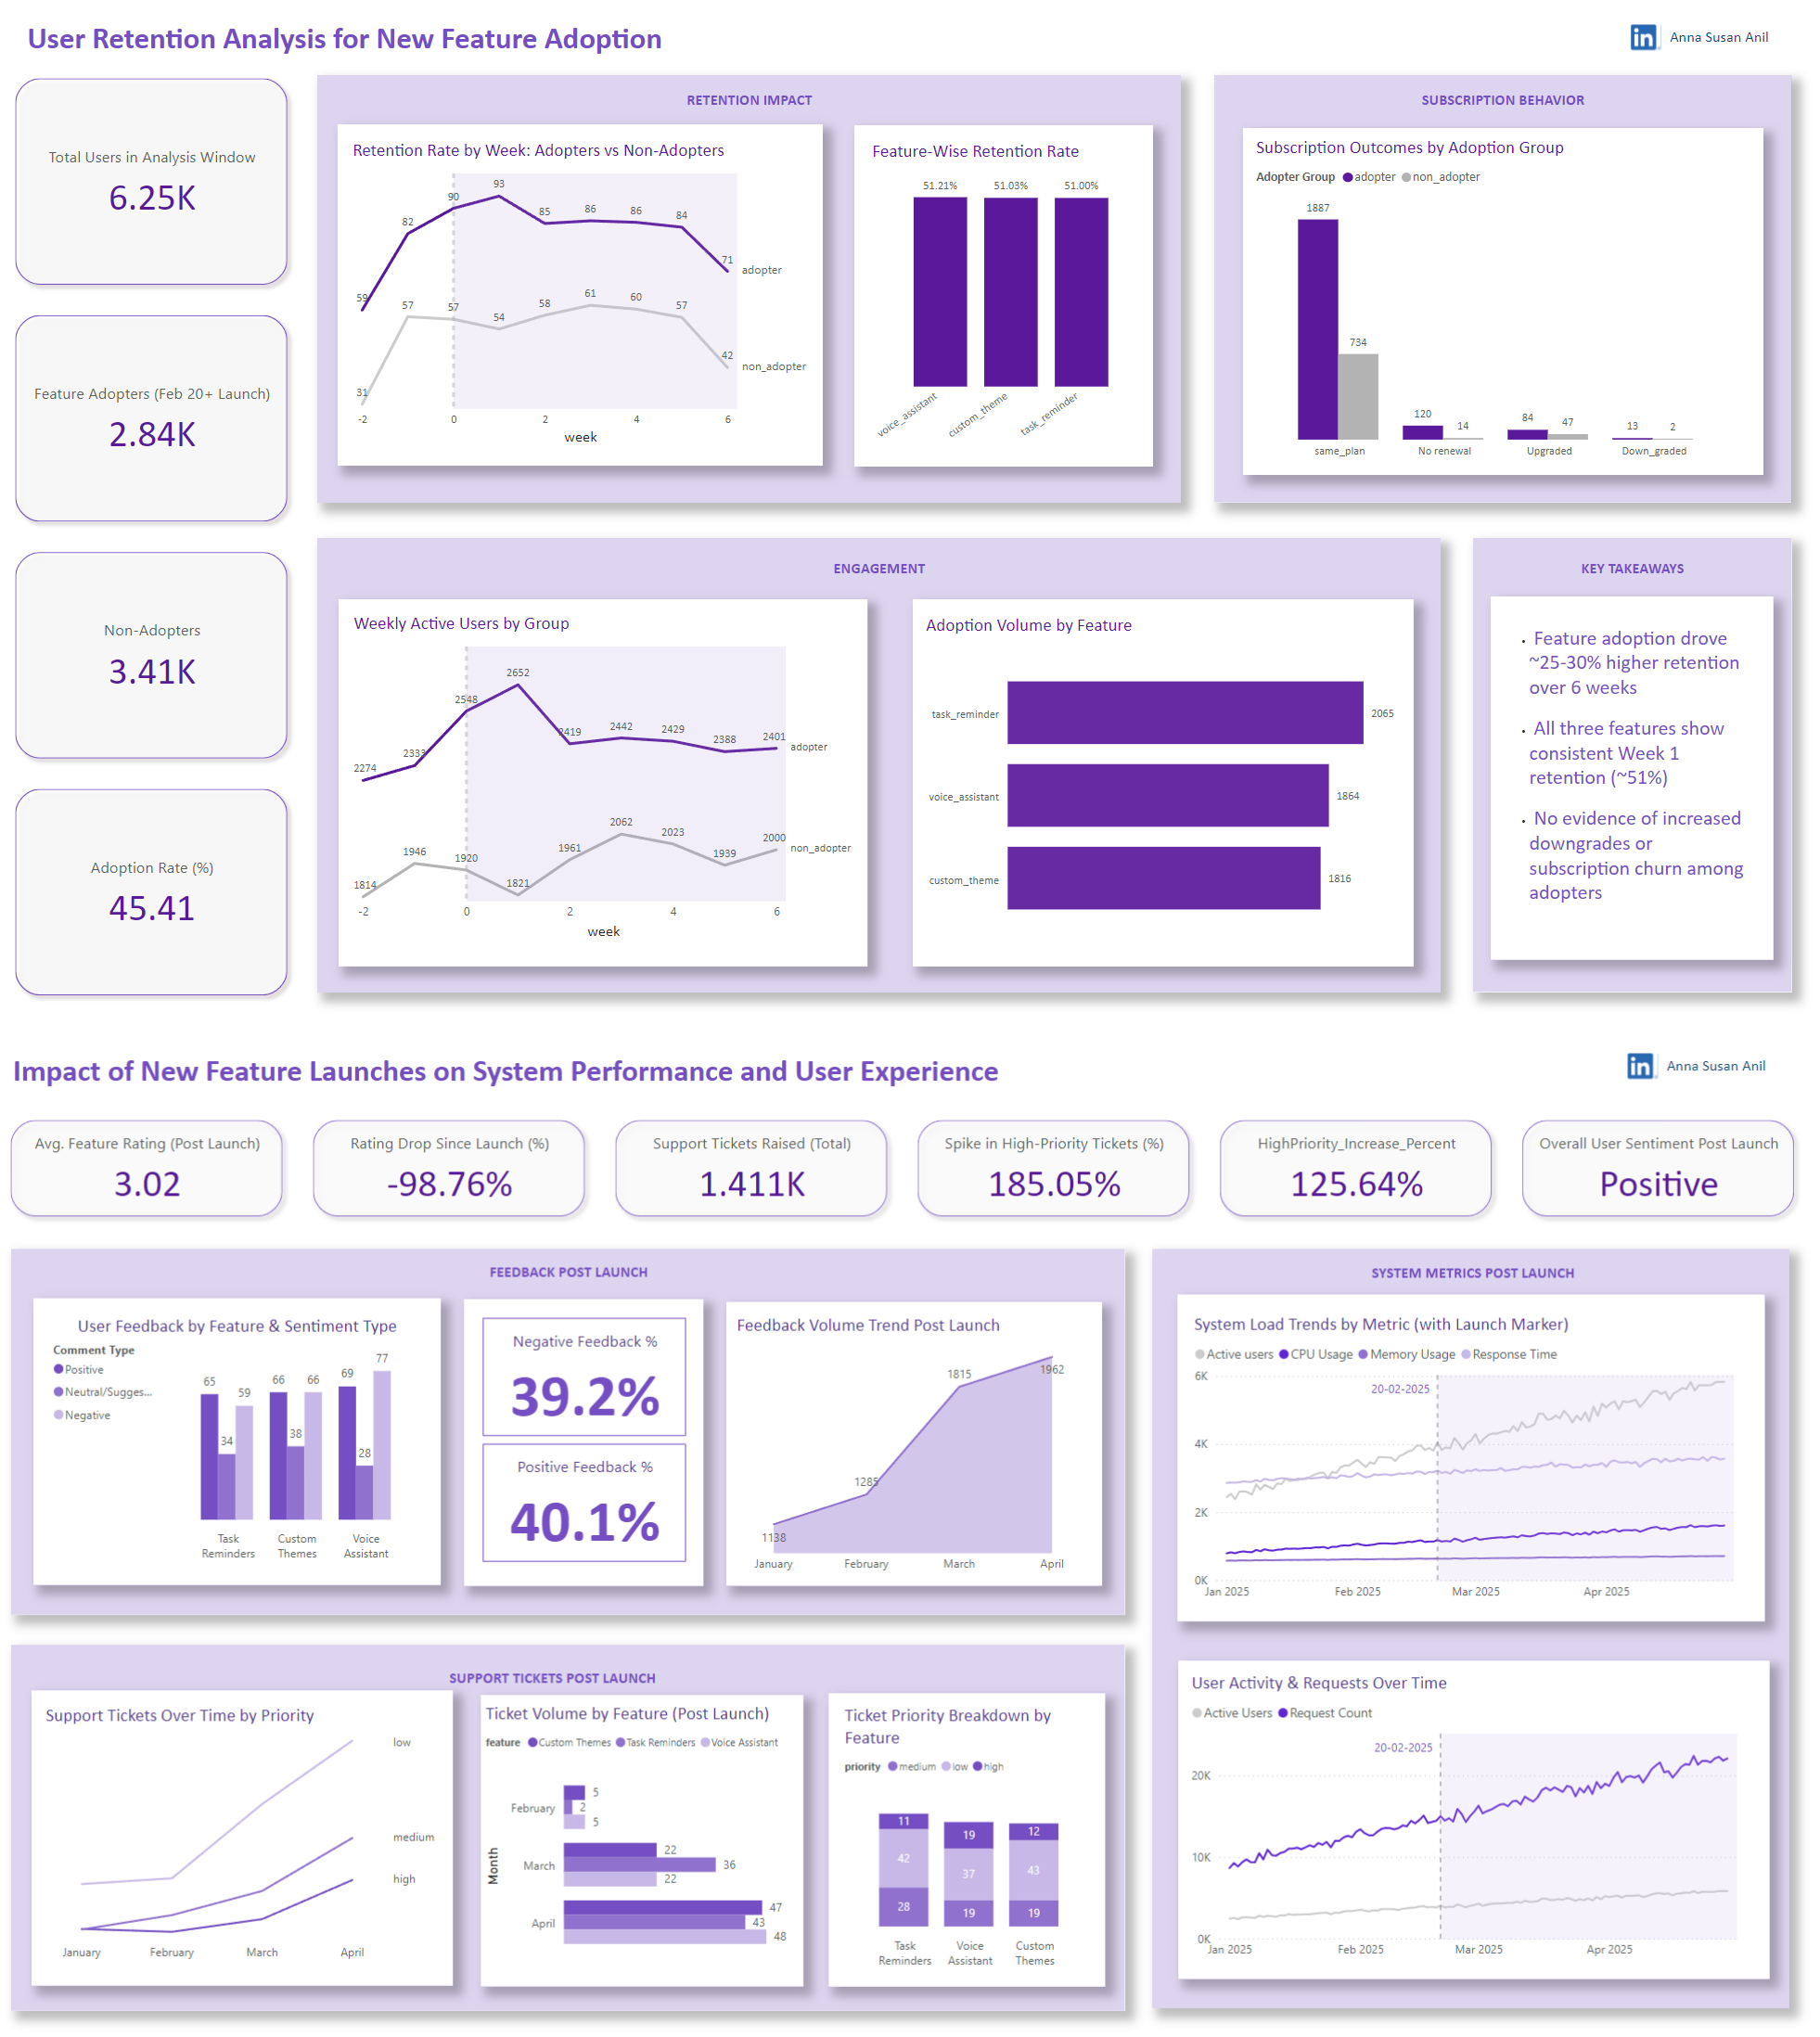 User Retention Analysis for New Feature Adoption
in Anna Susan Anil
Total Users in Analysis Window
6.25K
Feature Adopters (Feb 20+ Launch)
2.84K
Non-Adopters
3.41K
Adoption Rate (%)
45.41
RETENTION IMPACT
Retention Rate by Week: Adopters vs Non-Adopters
59 82 90 93 85 86 86 84 71
adopter
31 57 57 54 58 61 60 57 42
non_adopter
-2 0 2 4 6
week
Feature-Wise Retention Rate
51.21% 51.03% 51.00%
voice_assistant custom_theme task_reminder
SUBSCRIPTION BEHAVIOR
Subscription Outcomes by Adoption Group
Adopter Group adopter non_adopter
1887 734 120 14 84 47 13 2
same_plan No renewal Upgraded Down_graded
ENGAGEMENT
Weekly Active Users by Group
2274 2333 2548 2652 2419 2442 2429 2388 2401
adopter
1814 1946 1920 1821 1961 2062 2023 1939 2000
non_adopter
-2 0 2 4 6
week
Adoption Volume by Feature
task_reminder 2065
voice_assistant 1864
custom_theme 1816
KEY TAKEAWAYS
. Feature adoption drove
~25-30% higher retention
over 6 weeks
. All three features show
consistent Week 1
retention (~51%)
. No evidence of increased
downgrades or
subscription churn among
adopters
Impact of New Feature Launches on System Performance and User Experience
in Anna Susan Anil
Avg. Feature Rating (Post Launch)
3.02
Rating Drop Since Launch (%)
-98.76%
Support Tickets Raised (Total)
1.411K
Spike in High-Priority Tickets (%)
185.05%
HighPriority_Increase_Percent
125.64%
Overall User Sentiment Post Launch
Positive
FEEDBACK POST LAUNCH
User Feedback by Feature & Sentiment Type
Comment Type
Positive
Neutral/Sugges...
Negative
65 34 59 66 38 66 69 28 77
Task Custom Voice
Reminders Themes Assistant
Negative Feedback %
39.2%
Positive Feedback %
40.1%
Feedback Volume Trend Post Launch
1138 1285 1815 1962
January February March April
SYSTEM METRICS POST LAUNCH
System Load Trends by Metric (with Launch Marker)
Active users CPU Usage Memory Usage Response Time
20-02-2025
6K
4K
2K
0K
Jan 2025 Feb 2025 Mar 2025 Apr 2025
User Activity & Requests Over Time
Active Users Request Count
20-02-2025
20K
10K
0K
Jan 2025 Feb 2025 Mar 2025 Apr 2025
SUPPORT TICKETS POST LAUNCH
Support Tickets Over Time by Priority
low
medium
high
January February March April
Ticket Volume by Feature (Post Launch)
feature Custom Themes Task Reminders Voice Assistant
Month
February 5 2 5
March 22 36 22
April 47 43 48
Ticket Priority Breakdown by
Feature
priority medium low high
11 19 12
42 37 43
28 19 19
Task Voice Custom
Reminders Assistant Themes